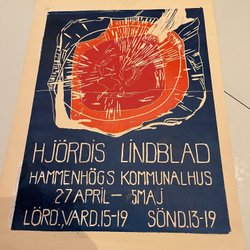 HJÖRDIS LINDBLAD
HAMMENHÖGS KOMMUNALHUS
27 APRIL – 5 MAJ
LÖRD., VARD. 15-19 SÖND. 13-19